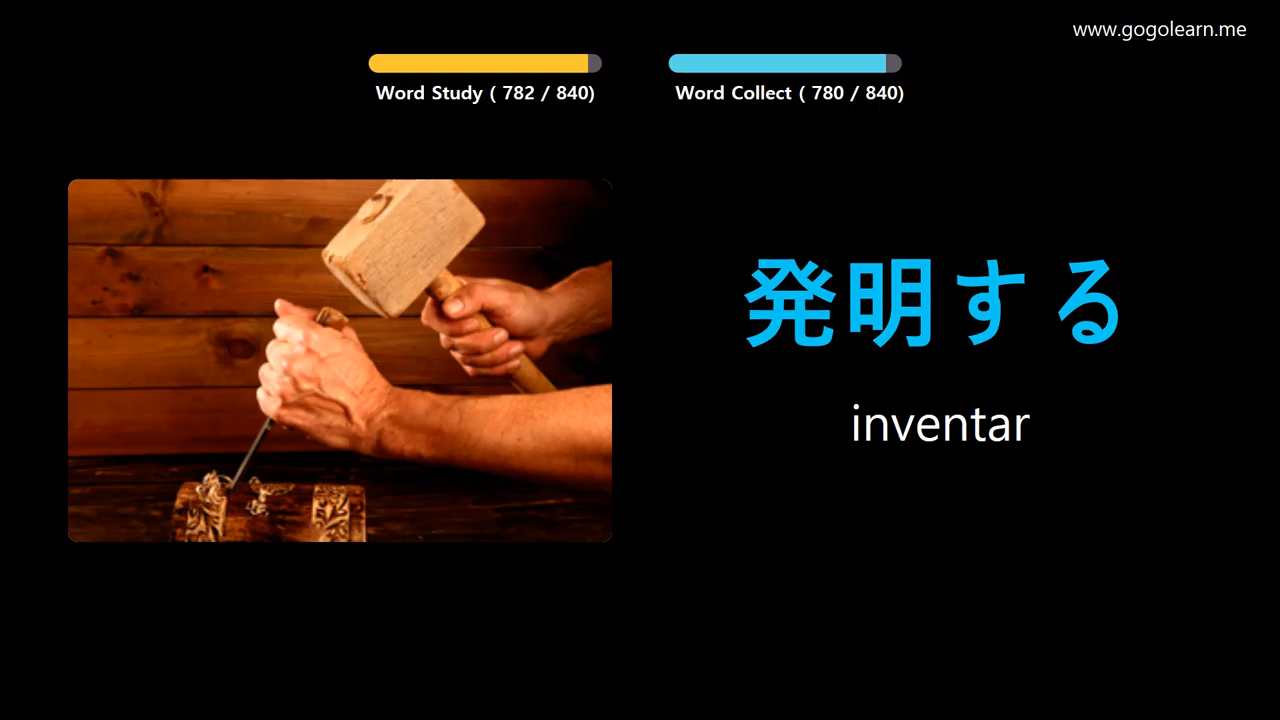 www.gogolearn.me
Word Study ( 782 / 840)
Word Collect ( 780 / 840)
発明する
inventar